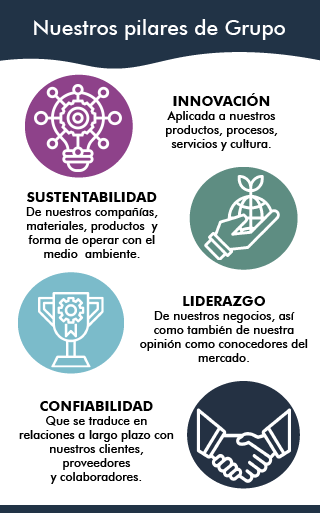 Nuestros pilares de Grupo
INNOVACIÓN
Aplicada a nuestros
productos, procesos,
servicios y cultura.
SUSTENTABILIDAD
De nuestros compañías,
materiales, productos y
forma de operar con el
medio ambiente.
LIDERAZGO
De nuestros negocios, así
como también de nuestra
opinión como conocedores del
mercado.
CONFIABILIDAD
Que se traduce en
relaciones a largo plazo con
nuestros clientes,
proveedores
y colaboradores.